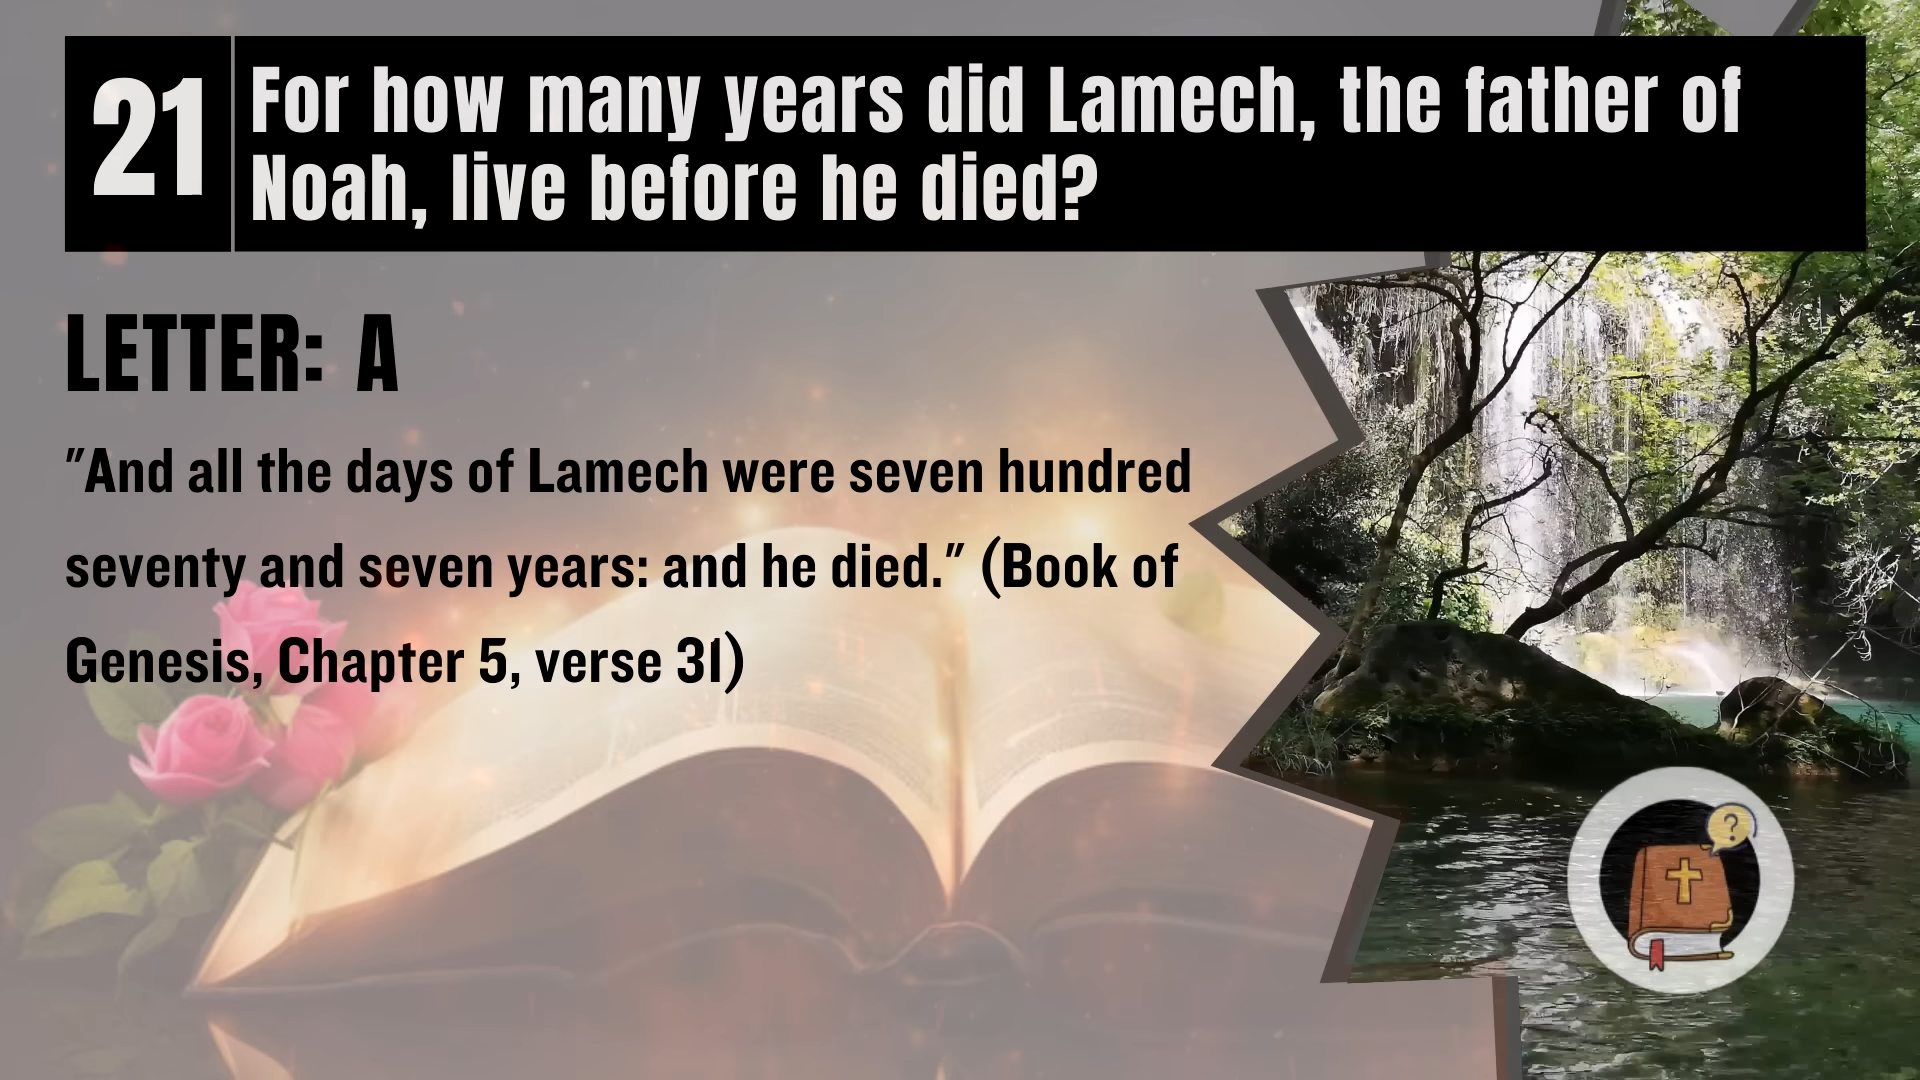 21
For how many years did Lamech, the father of
Noah, live before he died?
LETTER: A
"And all the days of Lamech were seven hundred
seventy and seven years: and he died." (Book of
Genesis, Chapter 5, verse 31)
?